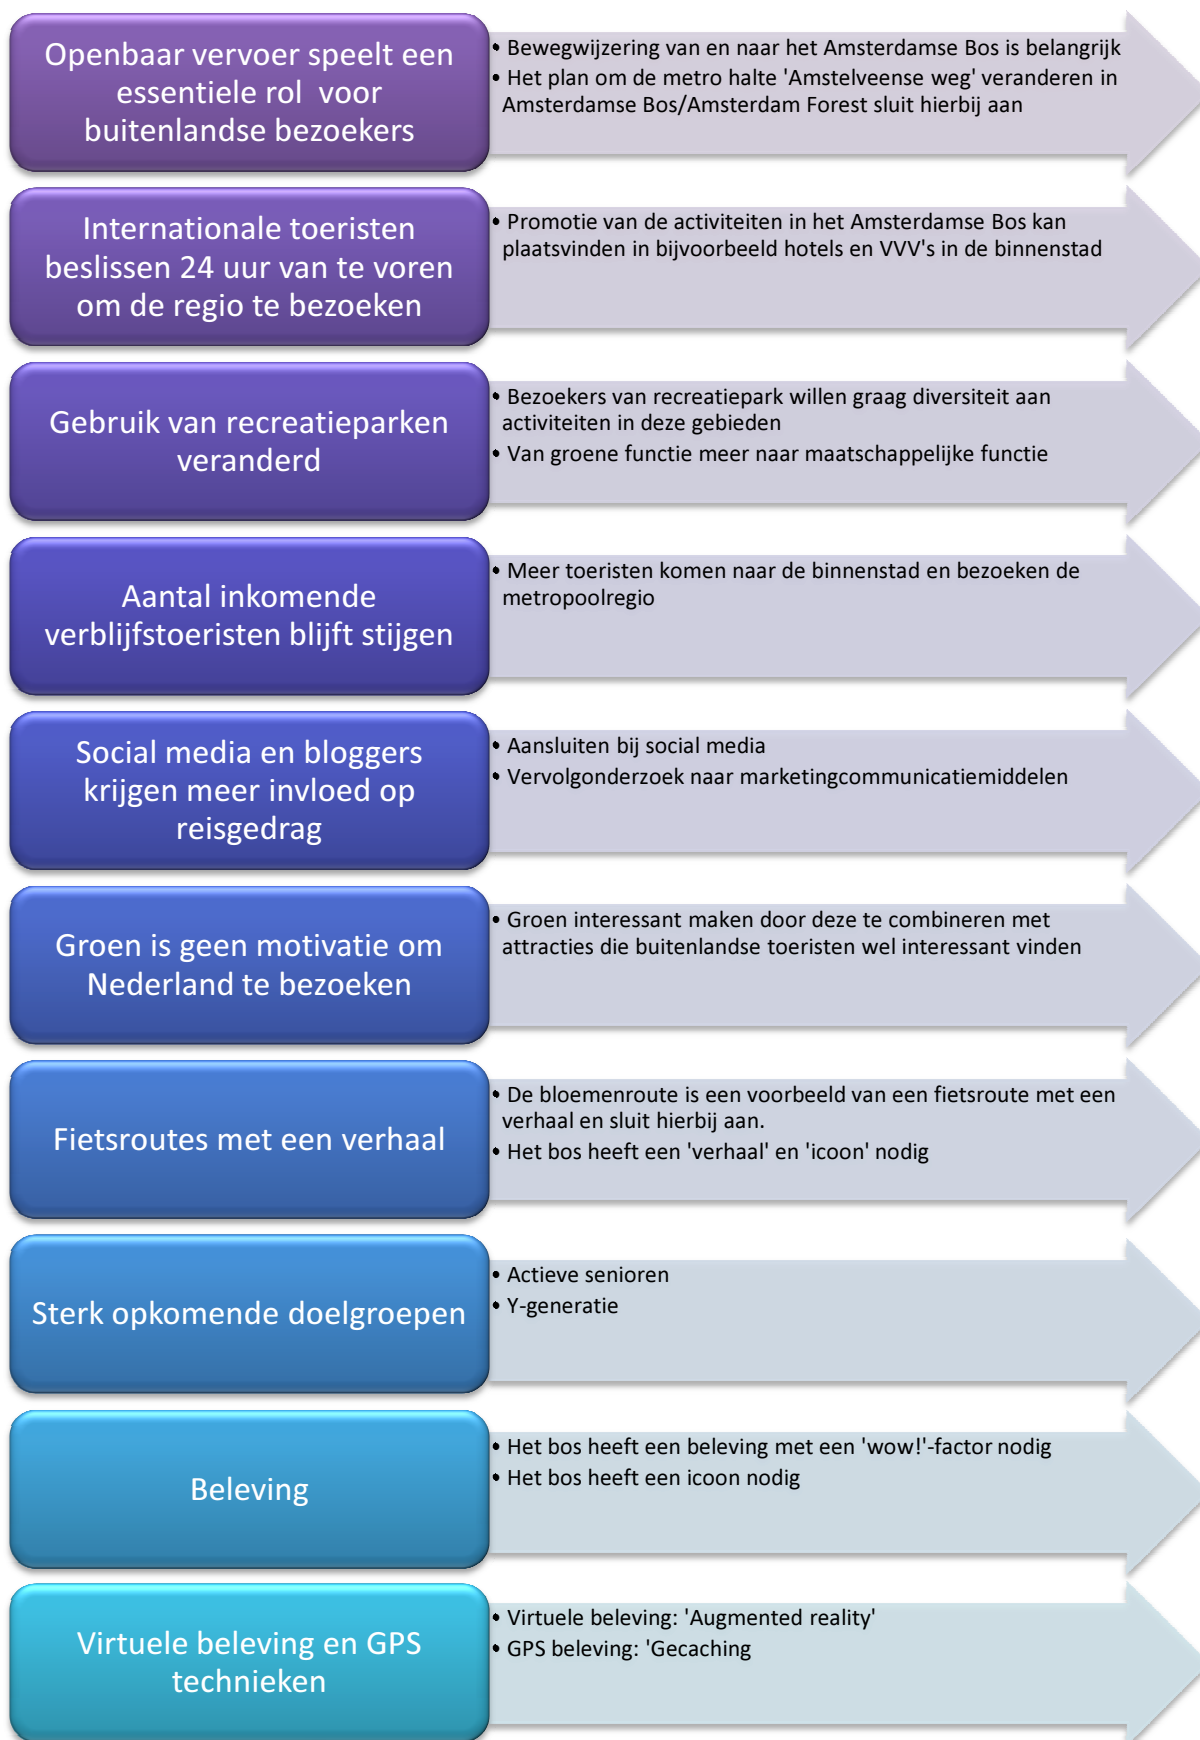 Openbaar vervoer speelt een
essentiele rol voor
buitenlandse bezoekers
• Bewegwijzering van en naar het Amsterdamse Bos is belangrijk
• Het plan om de metro halte 'Amstelveense weg' veranderen in
Amsterdamse Bos/Amsterdam Forest sluit hierbij aan
Internationale toeristen
beslissen 24 uur van te voren
om de regio te bezoeken
• Promotie van de activiteiten in het Amsterdamse Bos kan
plaatsvinden in bijvoorbeeld hotels en VVV's in de binnenstad
Gebruik van recreatieparken
veranderd
• Bezoekers van recreatiepark willen graag diversiteit aan
activiteiten in deze gebieden
• Van groene functie meer naar maatschappelijke functie
Aantal inkomende
verblijfstoeristen blijft stijgen
• Meer toeristen komen naar de binnenstad en bezoeken de
metropoolregio
Social media en bloggers
krijgen meer invloed op
reisgedrag
• Aansluiten bij social media
• Vervolgonderzoek naar marketingcommunicatiemiddelen
Groen is geen motivatie om
Nederland te bezoeken
• Groen interessant maken door deze te combineren met
attracties die buitenlandse toeristen wel interessant vinden
Fietsroutes met een verhaal
• De bloemenroute is een voorbeeld van een fietsroute met een
verhaal en sluit hierbij aan.
• Het bos heeft een 'verhaal' en 'icoon' nodig
Sterk opkomende doelgroepen
• Actieve senioren
• Y-generatie
Beleving
• Het bos heeft een beleving met een 'wow!'-factor nodig
• Het bos heeft een icoon nodig
Virtuele beleving en GPS
technieken
• Virtuele beleving: 'Augmented reality'
• GPS beleving: 'Gecaching